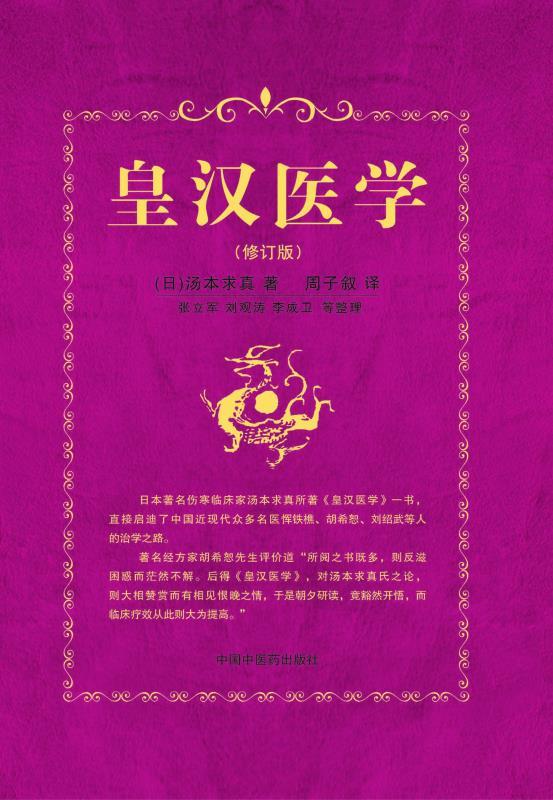 皇汉医学
（修订版）
（日）汤本求真 著 周子叙 译
张立军 刘观涛 李成卫 等整理
日本著名伤寒临床家汤本求真所著《皇汉医学》一书，
直接启迪了中国近现代众多名医恽铁樵、胡希恕、刘绍武等人
的治学之路。
著名经方家胡希恕先生评价道“所阅之书既多，则反滋
困惑而茫然不解。后得《皇汉医学》，对汤本求真氏之论，
则大相赞赏而有相见恨晚之情，于是朝夕研读，竟豁然开悟，而
临床疗效从此则大为提高。”
中国中医药出版社